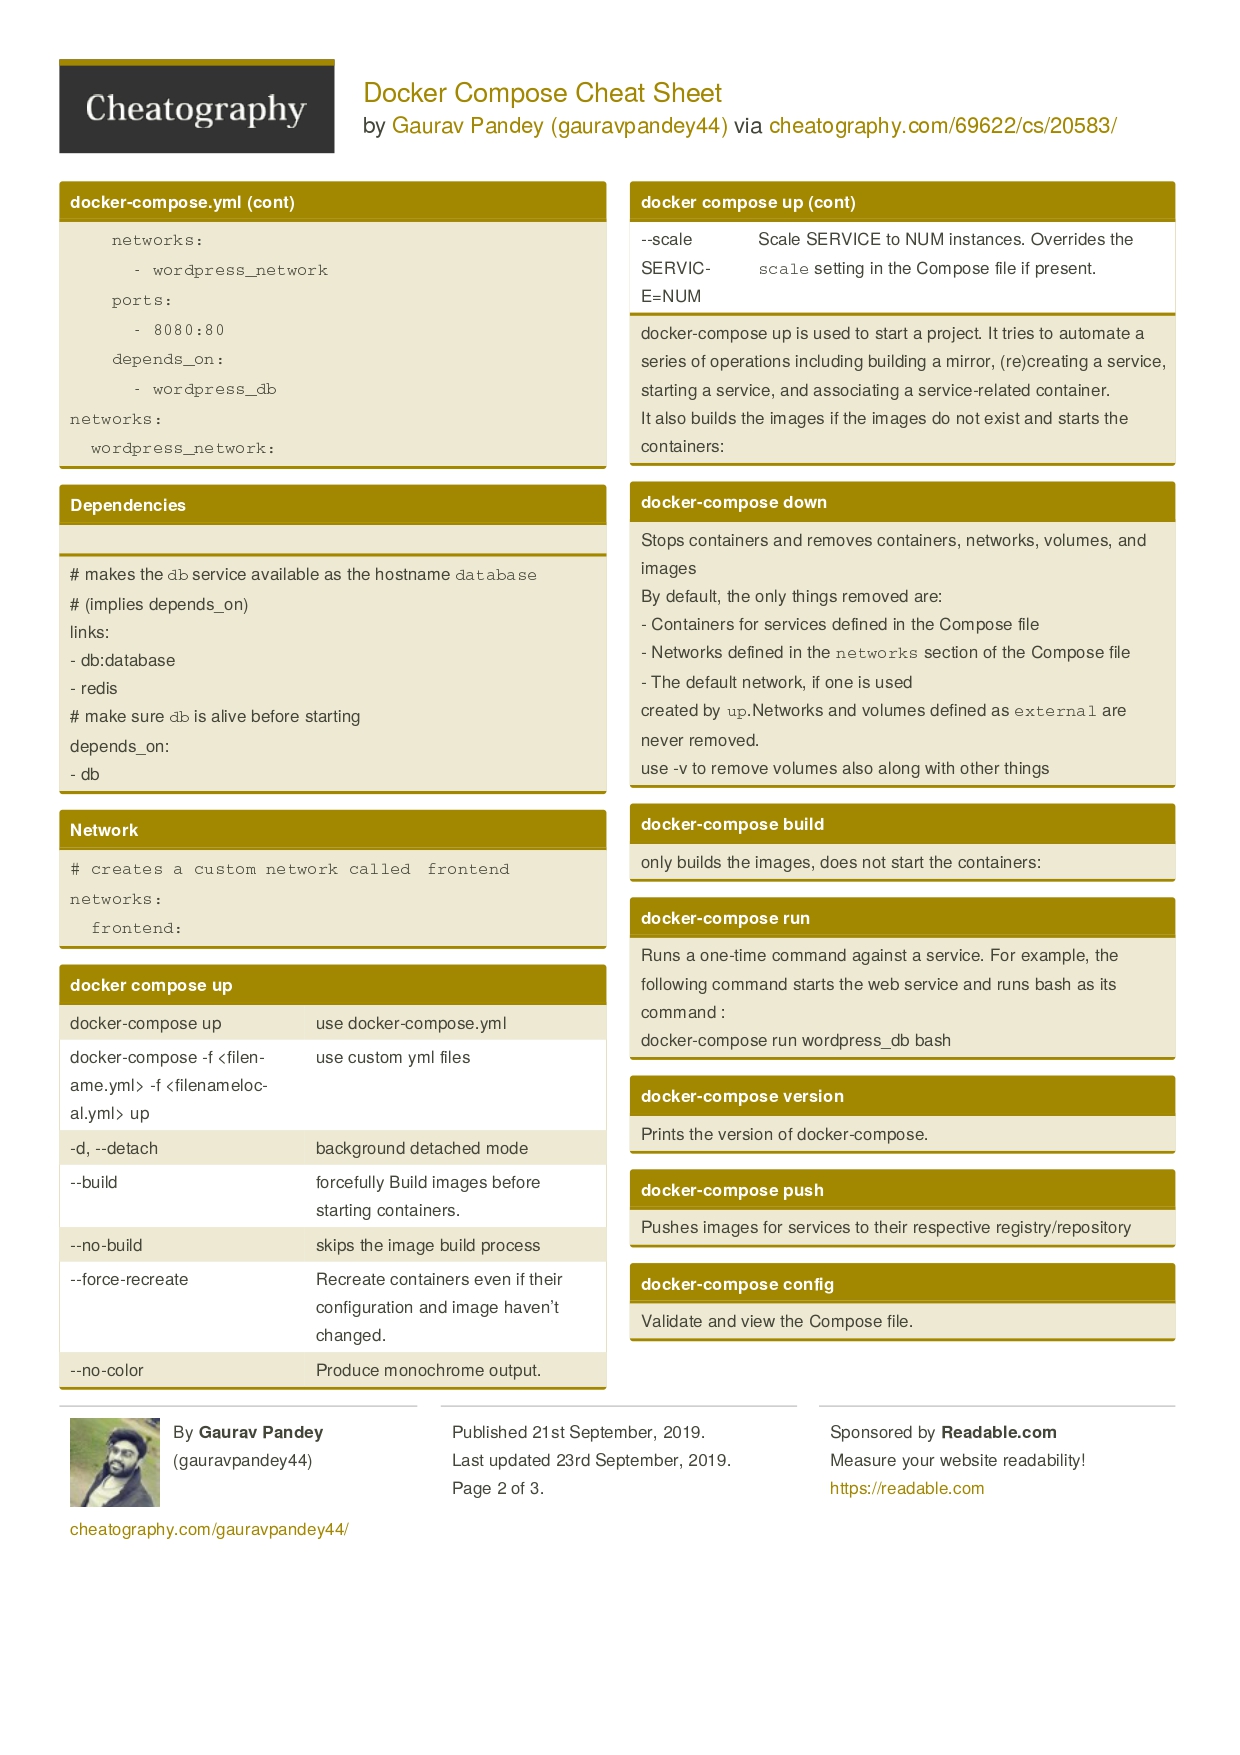 Cheatography
Docker Compose Cheat Sheet
by Gaurav Pandey (gauravpandey44) via cheatography.com/69622/cs/20583/
docker-compose.yml (cont)
networks:
- wordpress_network
ports:
- 8080:80
depends_on:
- wordpress_db
networks:
wordpress_network:
Dependencies
# makes the db service available as the hostname database
# (implies depends_on)
links:
- db:database
- redis
# make sure db is alive before starting
depends_on:
- db
Network
# creates a custom network called frontend
networks:
frontend:
docker compose up
docker-compose up use docker-compose.yml
docker-compose -f <filen- use custom yml files
ame.yml> -f <filenameloc-
al.yml> up
-d, --detach background detached mode
--build forcefully Build images before
starting containers.
--no-build skips the image build process
--force-recreate Recreate containers even if their
configuration and image haven't
changed.
--no-color Produce monochrome output.
docker compose up (cont)
--scale Scale SERVICE to NUM instances. Overrides the
SERVIC- scale setting in the Compose file if present.
E=NUM
docker-compose up is used to start a project. It tries to automate a
series of operations including building a mirror, (re)creating a service,
starting a service, and associating a service-related container.
It also builds the images if the images do not exist and starts the
containers:
docker-compose down
Stops containers and removes containers, networks, volumes, and
images
By default, the only things removed are:
- Containers for services defined in the Compose file
- Networks defined in the networks section of the Compose file
- The default network, if one is used
created by up.Networks and volumes defined as external are
never removed.
use -v to remove volumes also along with other things
docker-compose build
only builds the images, does not start the containers:
docker-compose run
Runs a one-time command against a service. For example, the
following command starts the web service and runs bash as its
command :
docker-compose run wordpress_db bash
docker-compose version
Prints the version of docker-compose.
docker-compose push
Pushes images for services to their respective registry/repository
docker-compose config
Validate and view the Compose file.
By Gaurav Pandey
(gauravpandey44)
cheatography.com/gauravpandey44/
Published 21st September, 2019.
Last updated 23rd September, 2019.
Page 2 of 3.
Sponsored by Readable.com
Measure your website readability!
https://readable.com